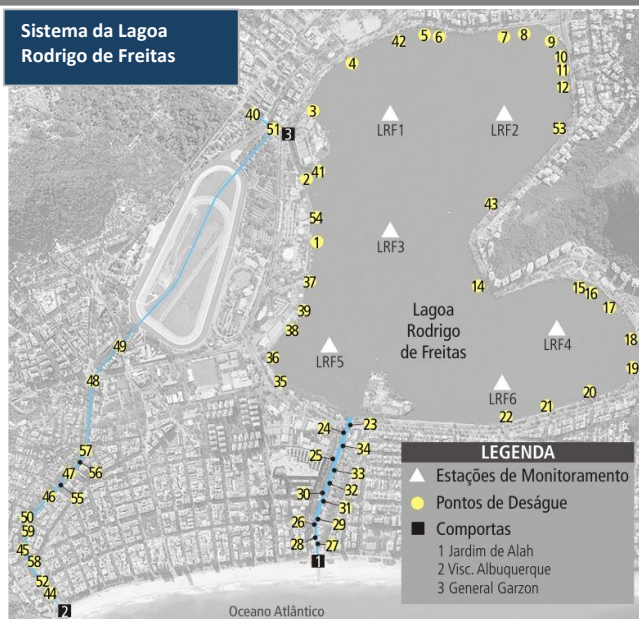 Sistema da Lagoa
Rodrigo de Freitas
42 5 6 7 8 9
4 10
11
12
40 3
51 3 LRF1 LRF2 53
2 41
43
54
1 LRF3
37 14 15 16
39 17
38 Lagoa
Rodrigo
de Freitas
LRF5 LRF4 18
49 36 19
48 35 LRF6 20
21
22
24 23
34
57 25
47 56 33
46 55 30 32
31
50 26 29
59 28 27
45
58 1
52
44
2
Oceano Atlântico
LEGENDA
Estações de Monitoramento
Pontos de Deságue
Comportas
1 Jardim de Alah
2 Visc. Albuquerque
3 General Garzon